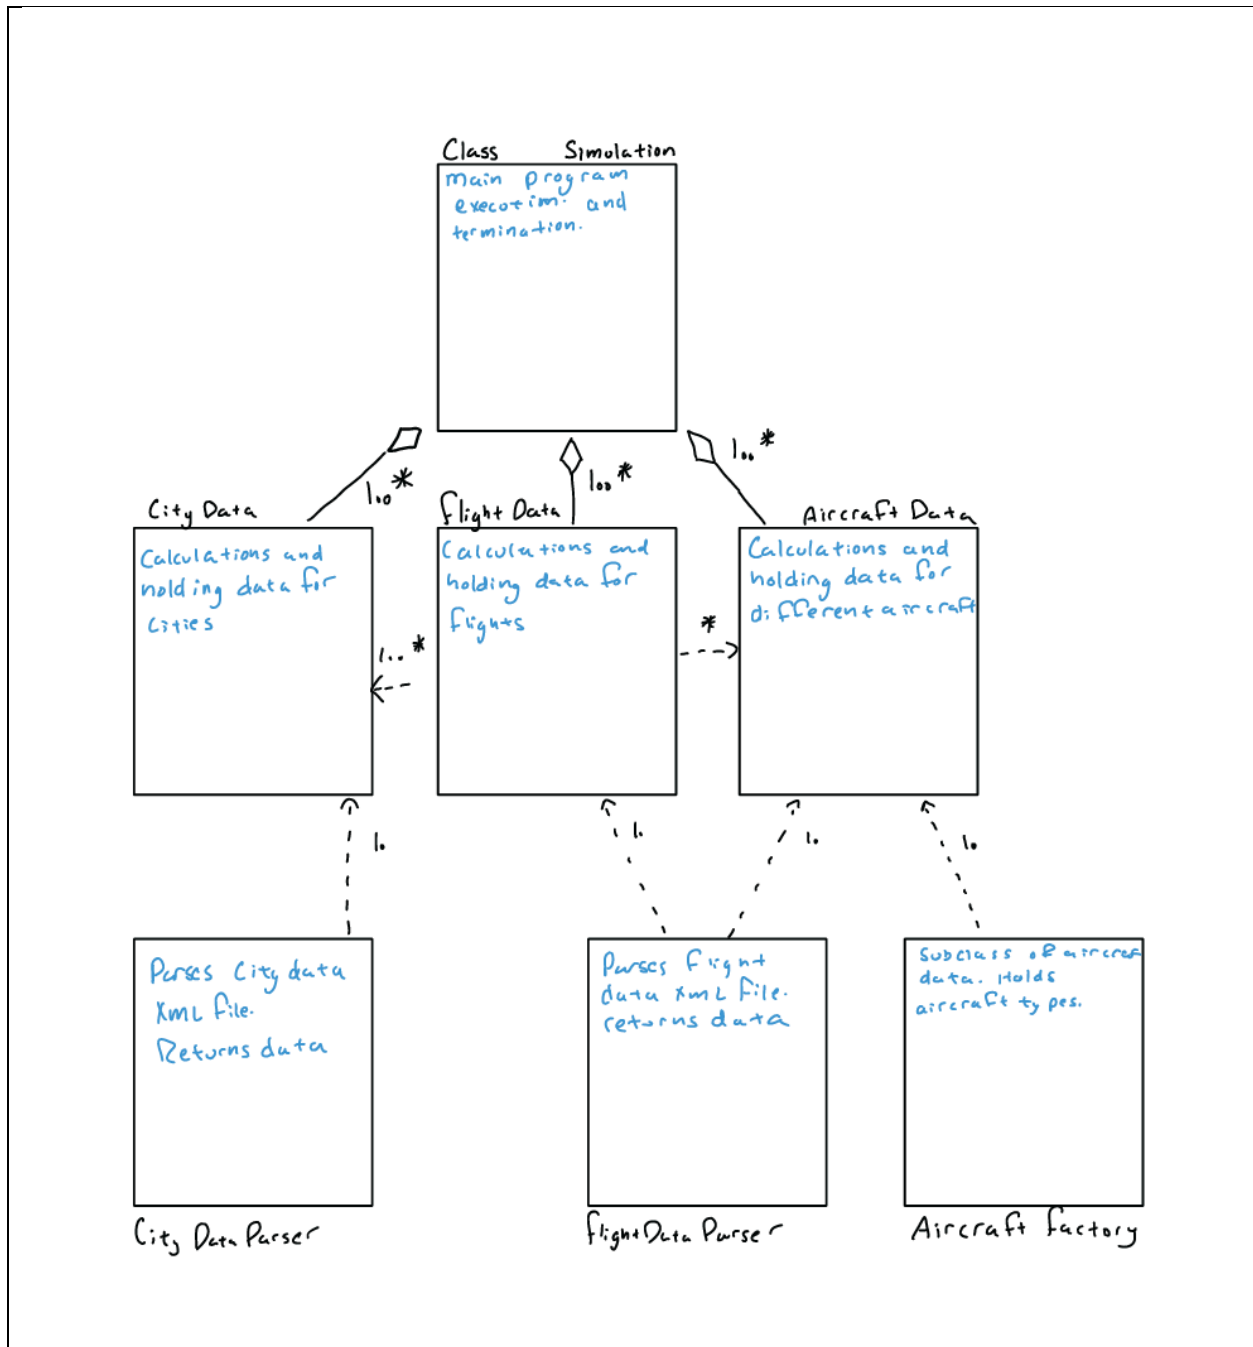 Class Simulation
main program
execution. and
termination.
1..*
1..*
1..*
City Data
Flight Data
Aircraft Data
Calculations and
holding data for
cities
Calculations and
holding data for
flights
Calculations and
holding data for
different aircraft
1..*
*
1.
1.
1.
1.
Parses City data
XML file.
Returns data
Parses flight
data XML file.
returns data
Subclass of aircraf
data. Holds
aircraft types.
City Data Parser
flightData Parser
Aircraft factory